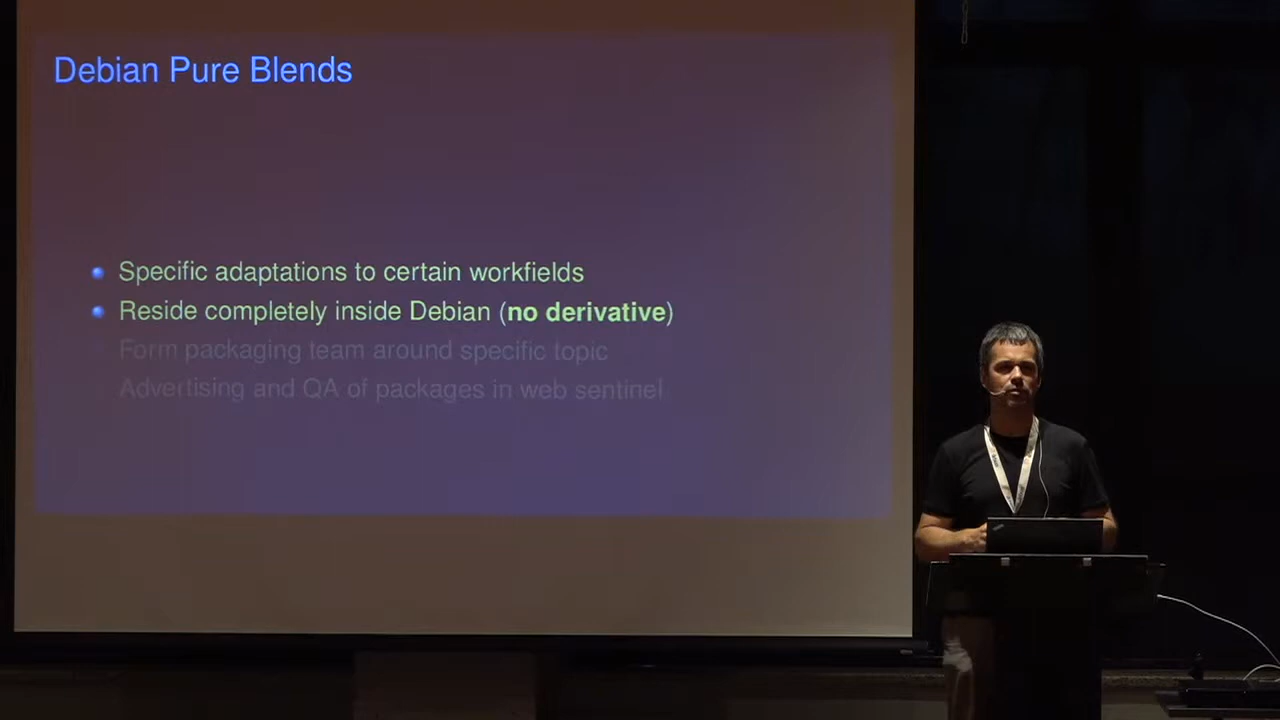 Debian Pure Blends
Specific adaptations to certain workfields
Reside completely inside Debian (no derivative)
Form packaging team around specific topic
Advertising and QA of packages in web sentinel